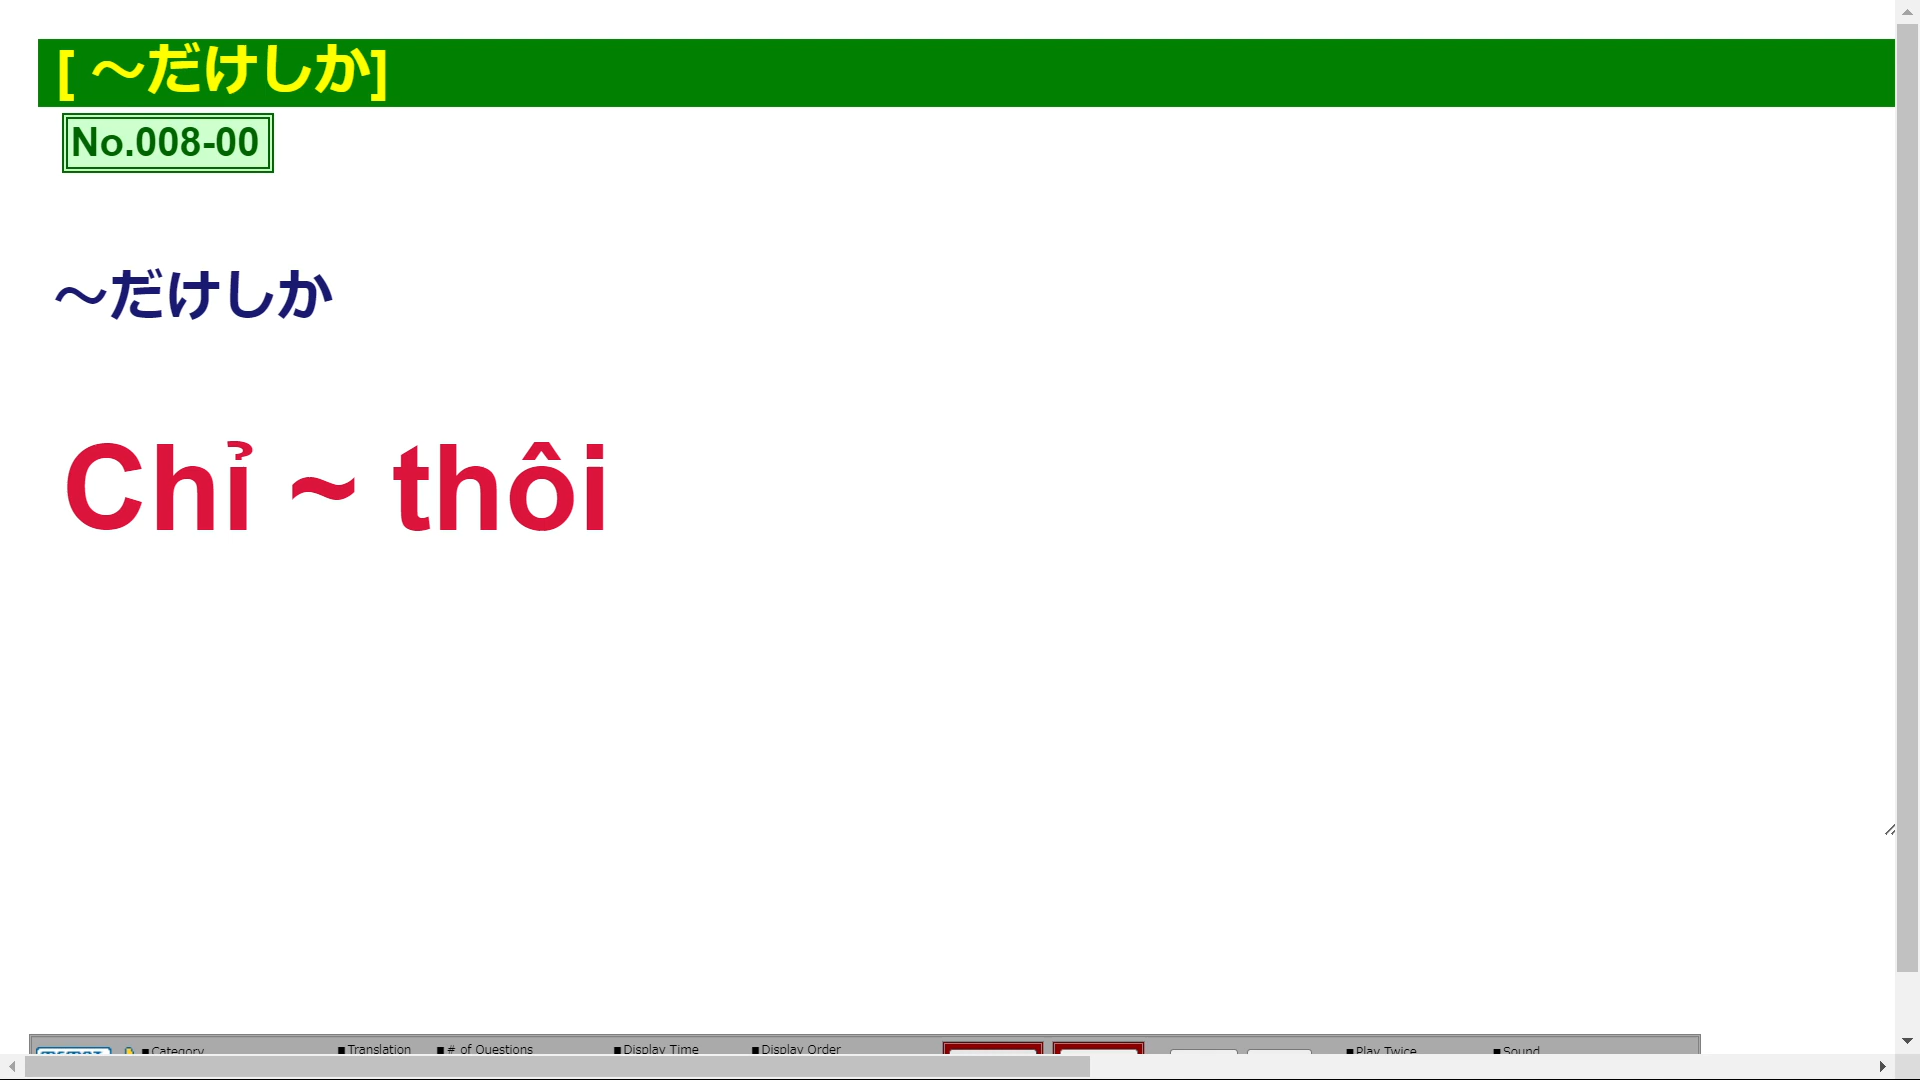 [ ～だけしか]
No.008-00
～だけしか
Chỉ ~ thôi
■Category ■Translation ■# of Questions ■Display Time ■Display Order ■Play Twice ■Sound